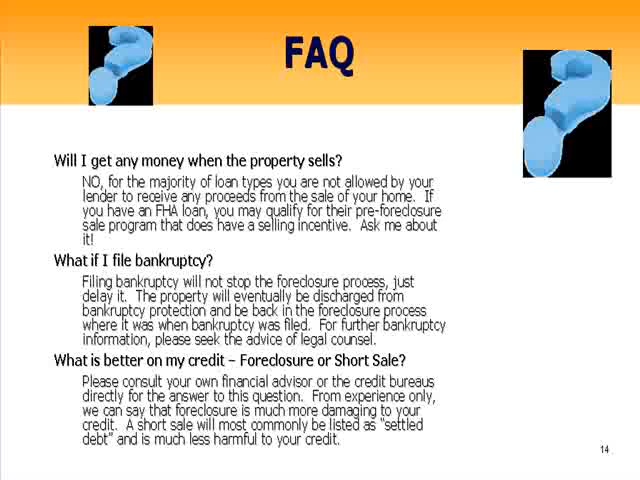 FAQ
Will I get any money when the property sells?
NO, for the majority of loan types you are not allowed by your
lender to receive any proceeds from the sale of your home.  If
you have an FHA loan, you may qualify for their pre-foreclosure
sale program that does have a selling incentive.  Ask me about
it!
What if I file bankruptcy?
Filing bankruptcy will not stop the foreclosure process, just
delay it.  The property will eventually be discharged from
bankruptcy protection and be back in the foreclosure process
where it was when bankruptcy was filed.  For further bankruptcy
information, please seek the advice of legal counsel.
What is better on my credit – Foreclosure or Short Sale?
Please consult your own financial advisor or the credit bureaus
directly for the answer to this question.  From experience only,
we can say that foreclosure is much more damaging to your
credit.  A short sale will most commonly be listed as “settled
debt” and is much less harmful to your credit.
14